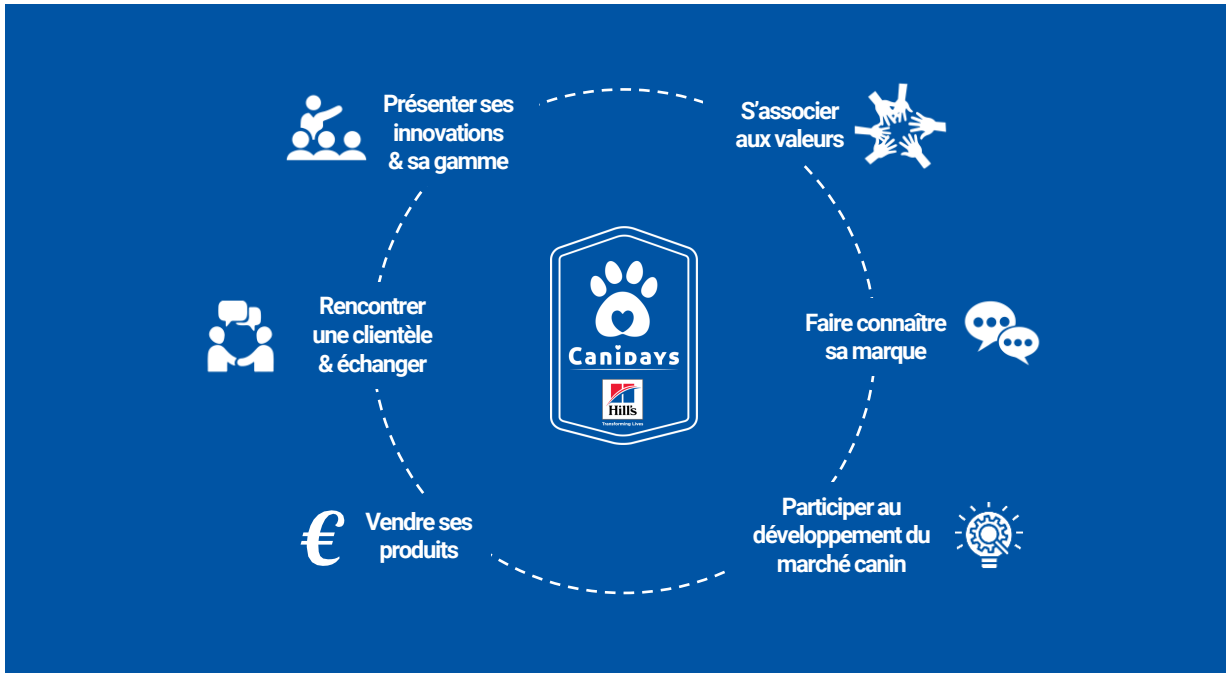 Présenter ses
innovations
& sa gamme
S’associer
aux valeurs
Rencontrer
une clientèle
& échanger
CaniDays
Hill's
Transforming Lives
Faire connaître
sa marque
€
Vendre ses
produits
Participer au
développement du
marché canin